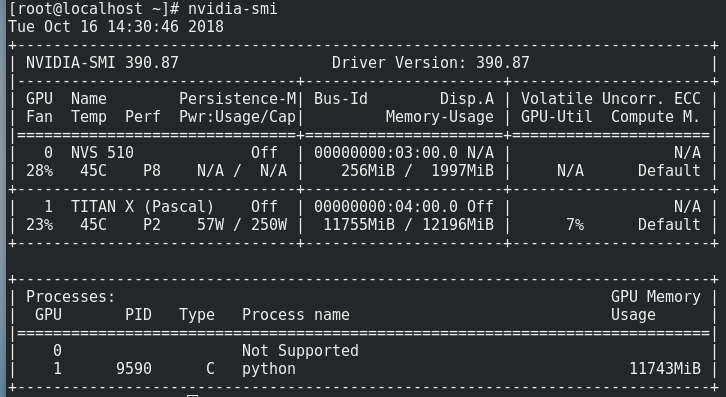 [root@localhost ~]# nvidia-smi
Tue Oct 16 14:30:46 2018
+-----------------------------------------------------------------------------+
| NVIDIA-SMI 390.87                 Driver Version: 390.87                    |
|-------------------------------+----------------------+----------------------+
| GPU  Name        Persistence-M| Bus-Id        Disp.A | Volatile Uncorr. ECC |
| Fan  Temp  Perf  Pwr:Usage/Cap|         Memory-Usage | GPU-Util  Compute M. |
|===============================+======================+======================|
|   0  NVS 510             Off  | 00000000:03:00.0 N/A |                  N/A |
| 28%   45C    P8    N/A /  N/A |    256MiB /  1997MiB |     N/A      Default |
+-------------------------------+----------------------+----------------------+
|   1  TITAN X (Pascal)    Off  | 00000000:04:00.0 Off |                  N/A |
| 23%   45C    P2    57W / 250W |  11755MiB / 12196MiB |      7%      Default |
+-------------------------------+----------------------+----------------------+
+-----------------------------------------------------------------------------+
| Processes:                                                       GPU Memory |
|  GPU       PID   Type   Process name                             Usage      |
|=============================================================================|
|    0                    Not Supported                                       |
|    1      9590      C   python                                     11743MiB |
+-----------------------------------------------------------------------------+